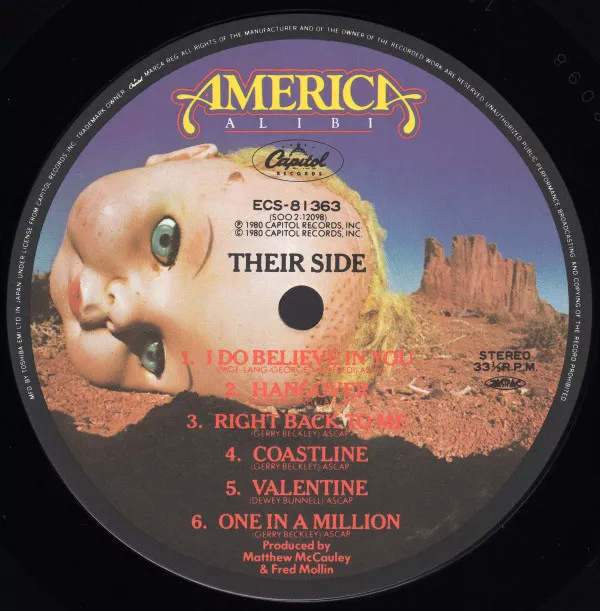 MFD BY TOSHIBA EMI LTD IN JAPAN UNDER LICENSE FROM CAPITOL RECORDS, INC. TRADEMARK OWNER. Capitol MARCA REG. ALL RIGHTS OF THE MANUFACTURER AND OF THE OWNER OF THE RECORDED WORK ARE RESERVED. UNAUTHORIZED PUBLIC PERFORMANCE BROADCASTING AND COPYING OF THE RECORD PROHIBITED
AMERICA
ALIBI
Capitol
RECORDS
ECS-81363
(SOO 2-12098)
℗ 1980 CAPITOL RECORDS, INC.
© 1980 CAPITOL RECORDS, INC.
THEIR SIDE
1. I DO BELIEVE IN YOU
STEREO
33⅓ R.P.M.
2. HANGOVER
3. RIGHT BACK TO ME
(GERRY BECKLEY) ASCAP
4. COASTLINE
(GERRY BECKLEY) ASCAP
5. VALENTINE
(DEWEY BUNNELL) ASCAP
6. ONE IN A MILLION
(GERRY BECKLEY) ASCAP
Produced by
Matthew McCauley
& Fred Mollin